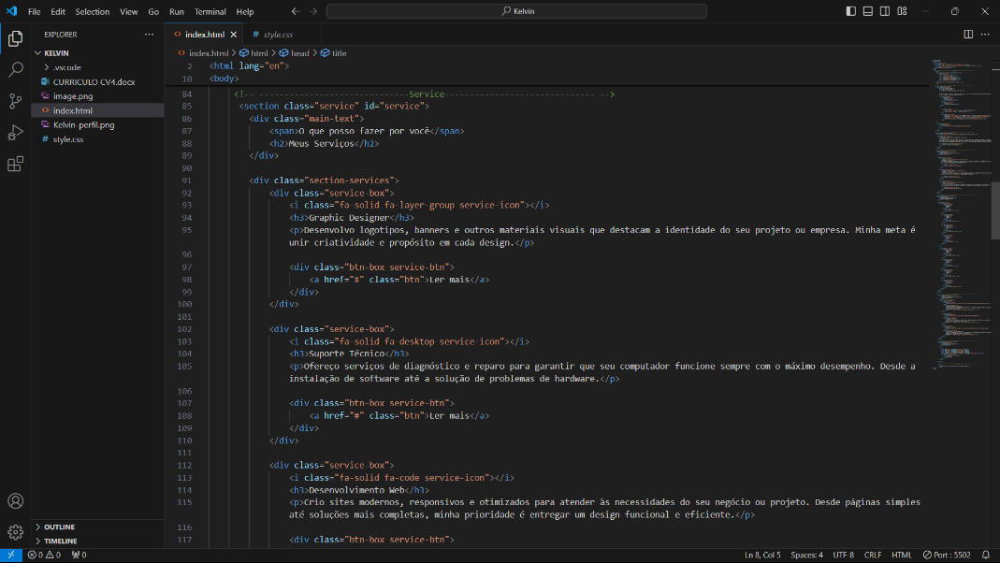 File Edit Selection View Go Run Terminal Help
Kelvin
EXPLORER
KELVIN
.vscode
CURRICULO CV4.docx
image.png
index.html
Kelvin-perfil.png
style.css
OUTLINE
TIMELINE
index.html
style.css
index.html > html > head > title
2 <html lang="en">
10 <body>
84 <!-- ------------------------------Service------------------------------ -->
85 <section class="service" id="service">
86 <div class="main-text">
87 <span>O que posso fazer por você</span>
88 <h2>Meus Serviços</h2>
89 </div>
90
91 <div class="section-services">
92 <div class="service-box">
93 <i class="fa-solid fa-layer-group service-icon"></i>
94 <h3>Graphic Designer</h3>
95 <p>Desenvolvo logotipos, banners e outros materiais visuais que destacam a identidade do seu projeto ou empresa. Minha meta é
unir criatividade e propósito em cada design.</p>
96
97 <div class="btn-box service-btn">
98 <a href="#" class="btn">Ler mais</a>
99 </div>
100 </div>
101
102 <div class="service-box">
103 <i class="fa-solid fa-desktop service-icon"></i>
104 <h3>Suporte Técnico</h3>
105 <p>Ofereço serviços de diagnóstico e reparo para garantir que seu computador funcione sempre com o máximo desempenho. Desde a
instalação de software até a solução de problemas de hardware.</p>
106
107 <div class="btn-box service-btn">
108 <a href="#" class="btn">Ler mais</a>
109 </div>
110 </div>
111
112 <div class="service-box">
113 <i class="fa-solid fa-code service-icon"></i>
114 <h3>Desenvolvimento Web</h3>
115 <p>Crio sites modernos, responsivos e otimizados para atender às necessidades do seu negócio ou projeto. Desde páginas simples
até soluções mais completas, minha prioridade é entregar um design funcional e eficiente.</p>
116
117 <div class="btn-box service-btn">
0 0 0 Ln 8, Col 5 Spaces: 4 UTF-8 CRLF HTML Port : 5502